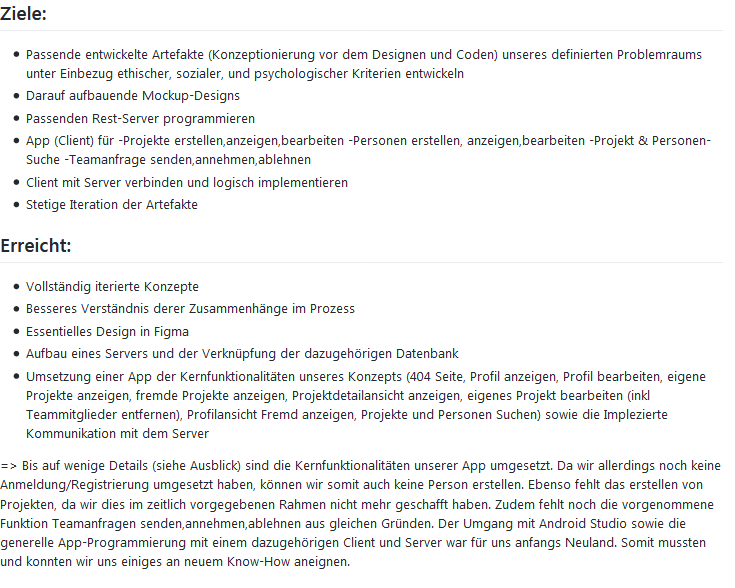 Ziele:
• Passende entwickelte Artefakte (Konzeptionierung vor dem Designen und Coden) unseres definierten Problemraums
unter Einbezug ethischer, sozialer, und psychologischer Kriterien entwickeln
• Darauf aufbauende Mockup-Designs
• Passenden Rest-Server programmieren
• App (Client) für -Projekte erstellen,anzeigen,bearbeiten -Personen erstellen, anzeigen,bearbeiten -Projekt & Personen-
Suche -Teamanfrage senden,annehmen,ablehnen
• Client mit Server verbinden und logisch implementieren
• Stetige Iteration der Artefakte
Erreicht:
• Vollständig iterierte Konzepte
• Besseres Verständnis derer Zusammenhänge im Prozess
• Essentielles Design in Figma
• Aufbau eines Servers und der Verknüpfung der dazugehörigen Datenbank
• Umsetzung einer App der Kernfunktionalitäten unseres Konzepts (404 Seite, Profil anzeigen, Profil bearbeiten, eigene
Projekte anzeigen, fremde Projekte anzeigen, Projektdetailansicht anzeigen, eigenes Projekt bearbeiten (inkl
Teammitglieder entfernen), Profilansicht Fremd anzeigen, Projekte und Personen Suchen) sowie die Implezierte
Kommunikation mit dem Server
=> Bis auf wenige Details (siehe Ausblick) sind die Kernfunktionalitäten unserer App umgesetzt. Da wir allerdings noch keine
Anmeldung/Registrierung umgesetzt haben, können wir somit auch keine Person erstellen. Ebenso fehlt das erstellen von
Projekten, da wir dies im zeitlich vorgegebenen Rahmen nicht mehr geschafft haben. Zudem fehlt noch die vorgenommene
Funktion Teamanfragen senden,annehmen,ablehnen aus gleichen Gründen. Der Umgang mit Android Studio sowie die
generelle App-Programmierung mit einem dazugehörigen Client und Server war für uns anfangs Neuland. Somit mussten
und konnten wir uns einiges an neuem Know-How aneignen.